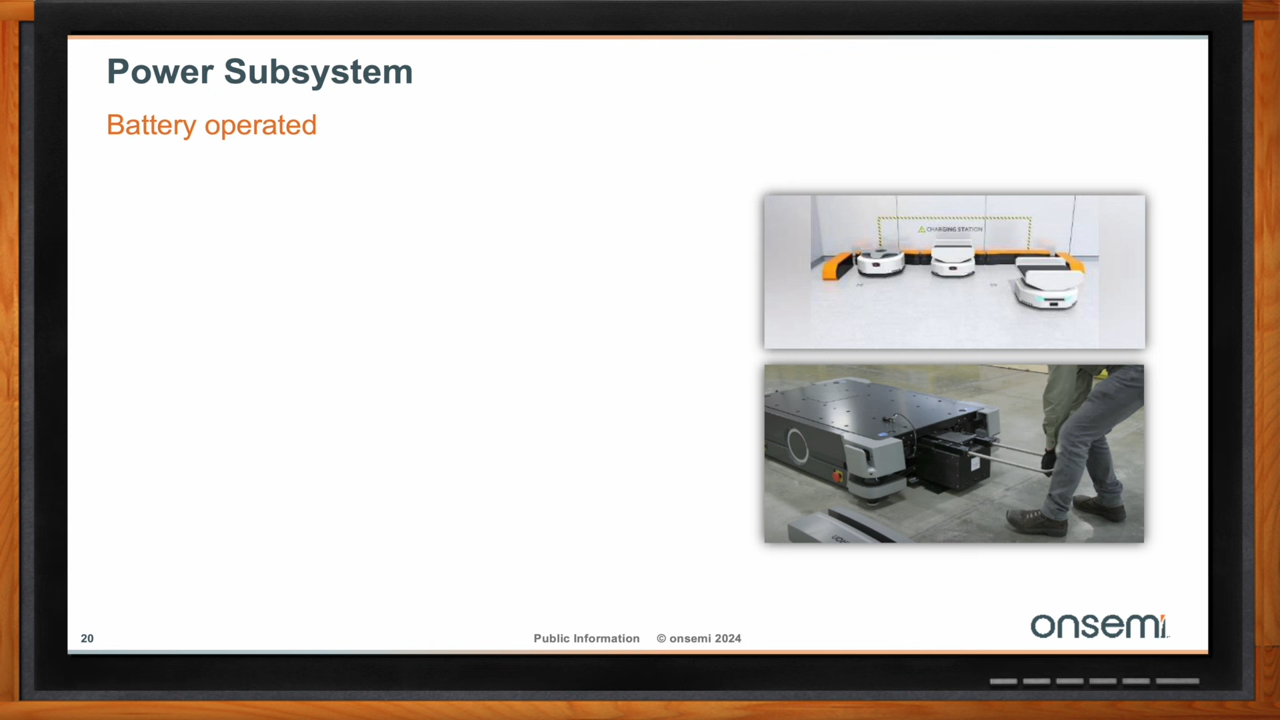 Power Subsystem
Battery operated
CHARGING STATION
20
Public Information © onsemi 2024
onsemi